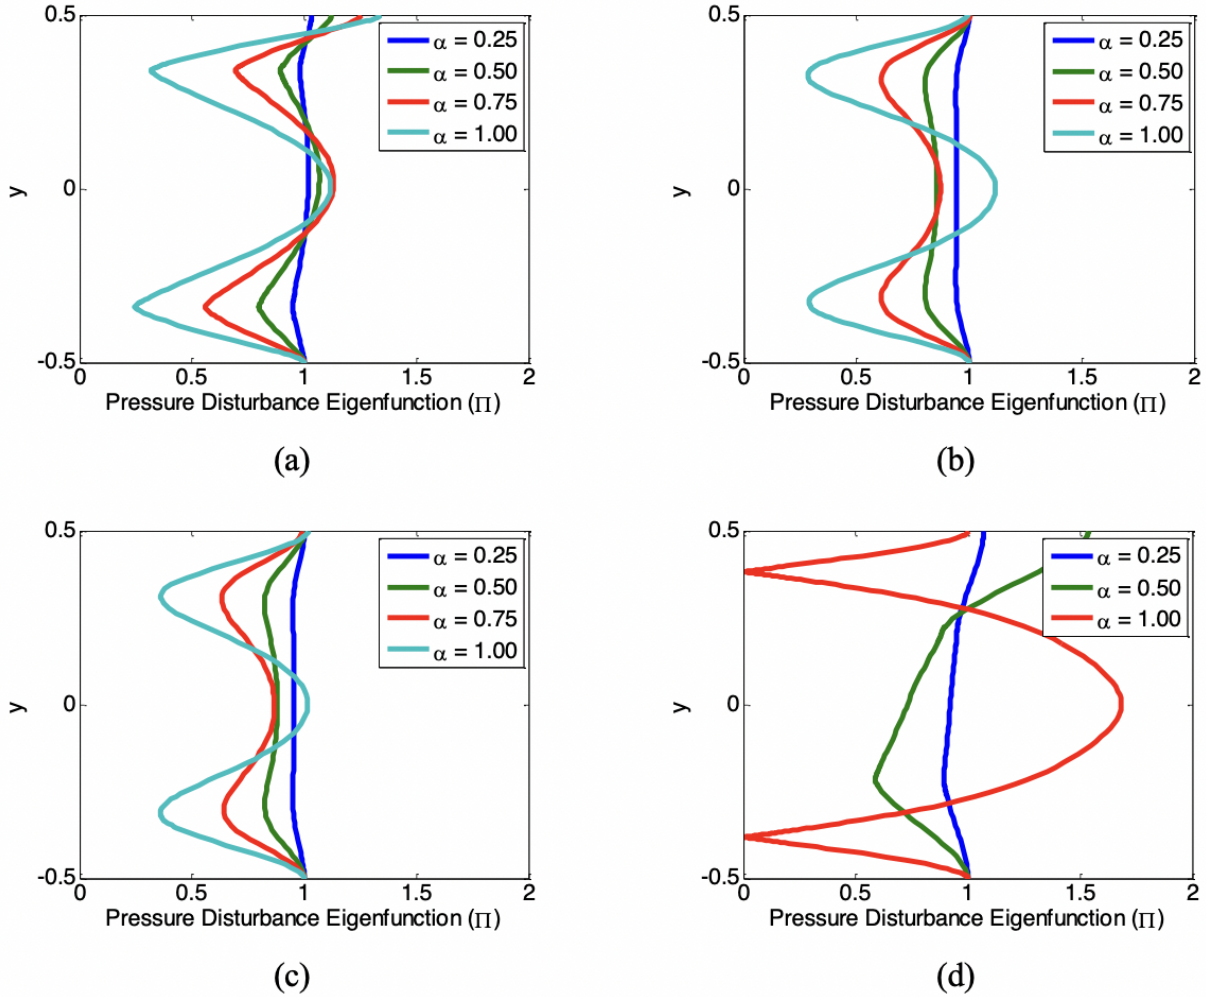 0.5
y
0
-0.5
0
0.5
1
1.5
2
Pressure Disturbance Eigenfunction (Π)
α = 0.25
α = 0.50
α = 0.75
α = 1.00
(a)
0.5
y
0
-0.5
0
0.5
1
1.5
2
Pressure Disturbance Eigenfunction (Π)
α = 0.25
α = 0.50
α = 0.75
α = 1.00
(b)
0.5
y
0
-0.5
0
0.5
1
1.5
2
Pressure Disturbance Eigenfunction (Π)
α = 0.25
α = 0.50
α = 0.75
α = 1.00
(c)
0.5
y
0
-0.5
0
0.5
1
1.5
2
Pressure Disturbance Eigenfunction (Π)
α = 0.25
α = 0.50
α = 1.00
(d)